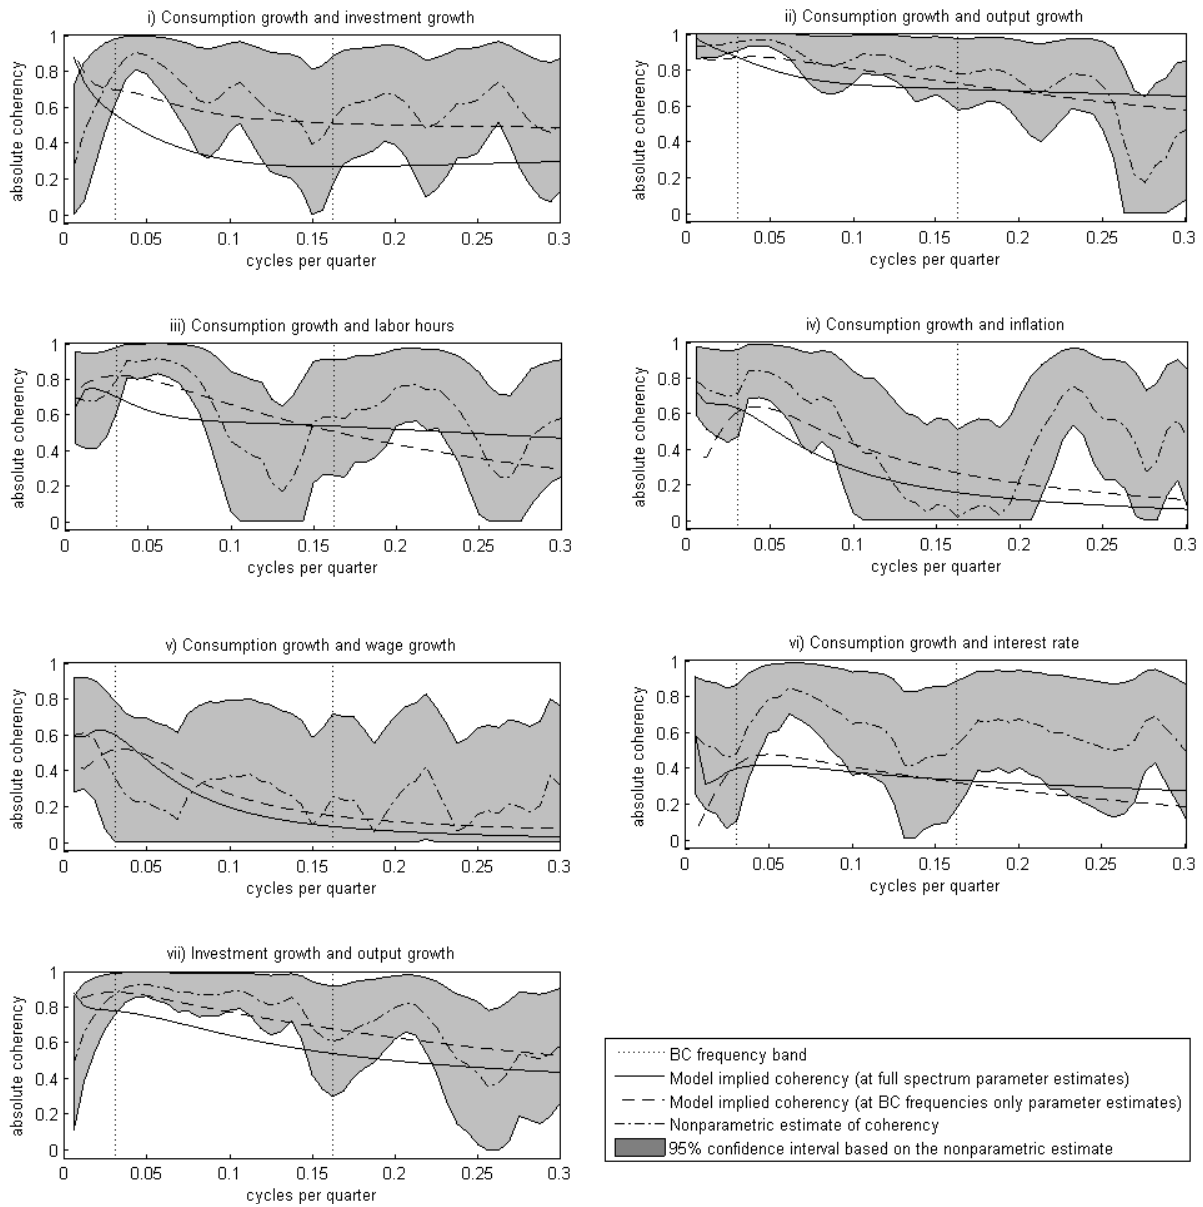 i) Consumption growth and investment growth
absolute coherency
1
0.8
0.6
0.4
0.2
0
0 0.05 0.1 0.15 0.2 0.25 0.3
cycles per quarter
ii) Consumption growth and output growth
absolute coherency
1
0.8
0.6
0.4
0.2
0
0 0.05 0.1 0.15 0.2 0.25 0.3
cycles per quarter
iii) Consumption growth and labor hours
absolute coherency
1
0.8
0.6
0.4
0.2
0
0 0.05 0.1 0.15 0.2 0.25 0.3
cycles per quarter
iv) Consumption growth and inflation
absolute coherency
1
0.8
0.6
0.4
0.2
0
0 0.05 0.1 0.15 0.2 0.25 0.3
cycles per quarter
v) Consumption growth and wage growth
absolute coherency
1
0.8
0.6
0.4
0.2
0
0 0.05 0.1 0.15 0.2 0.25 0.3
cycles per quarter
vi) Consumption growth and interest rate
absolute coherency
1
0.8
0.6
0.4
0.2
0
0 0.05 0.1 0.15 0.2 0.25 0.3
cycles per quarter
vii) Investment growth and output growth
absolute coherency
1
0.8
0.6
0.4
0.2
0
0 0.05 0.1 0.15 0.2 0.25 0.3
cycles per quarter
BC frequency band
Model implied coherency (at full spectrum parameter estimates)
Model implied coherency (at BC frequencies only parameter estimates)
Nonparametric estimate of coherency
95% confidence interval based on the nonparametric estimate